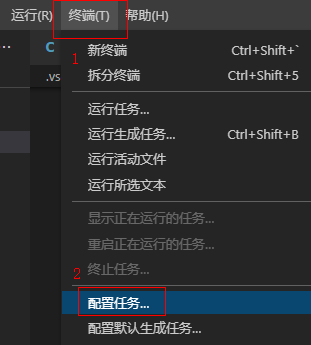 运行(R) 终端(T) 帮助(H)
··· C
1 新终端 Ctrl+Shift+`
.vs 拆分终端 Ctrl+Shift+5
运行任务...
运行生成任务... Ctrl+Shift+B
运行活动文件
运行所选文本
显示正在运行的任务...
重启正在运行的任务...
2 终止任务...
配置任务...
配置默认生成任务...